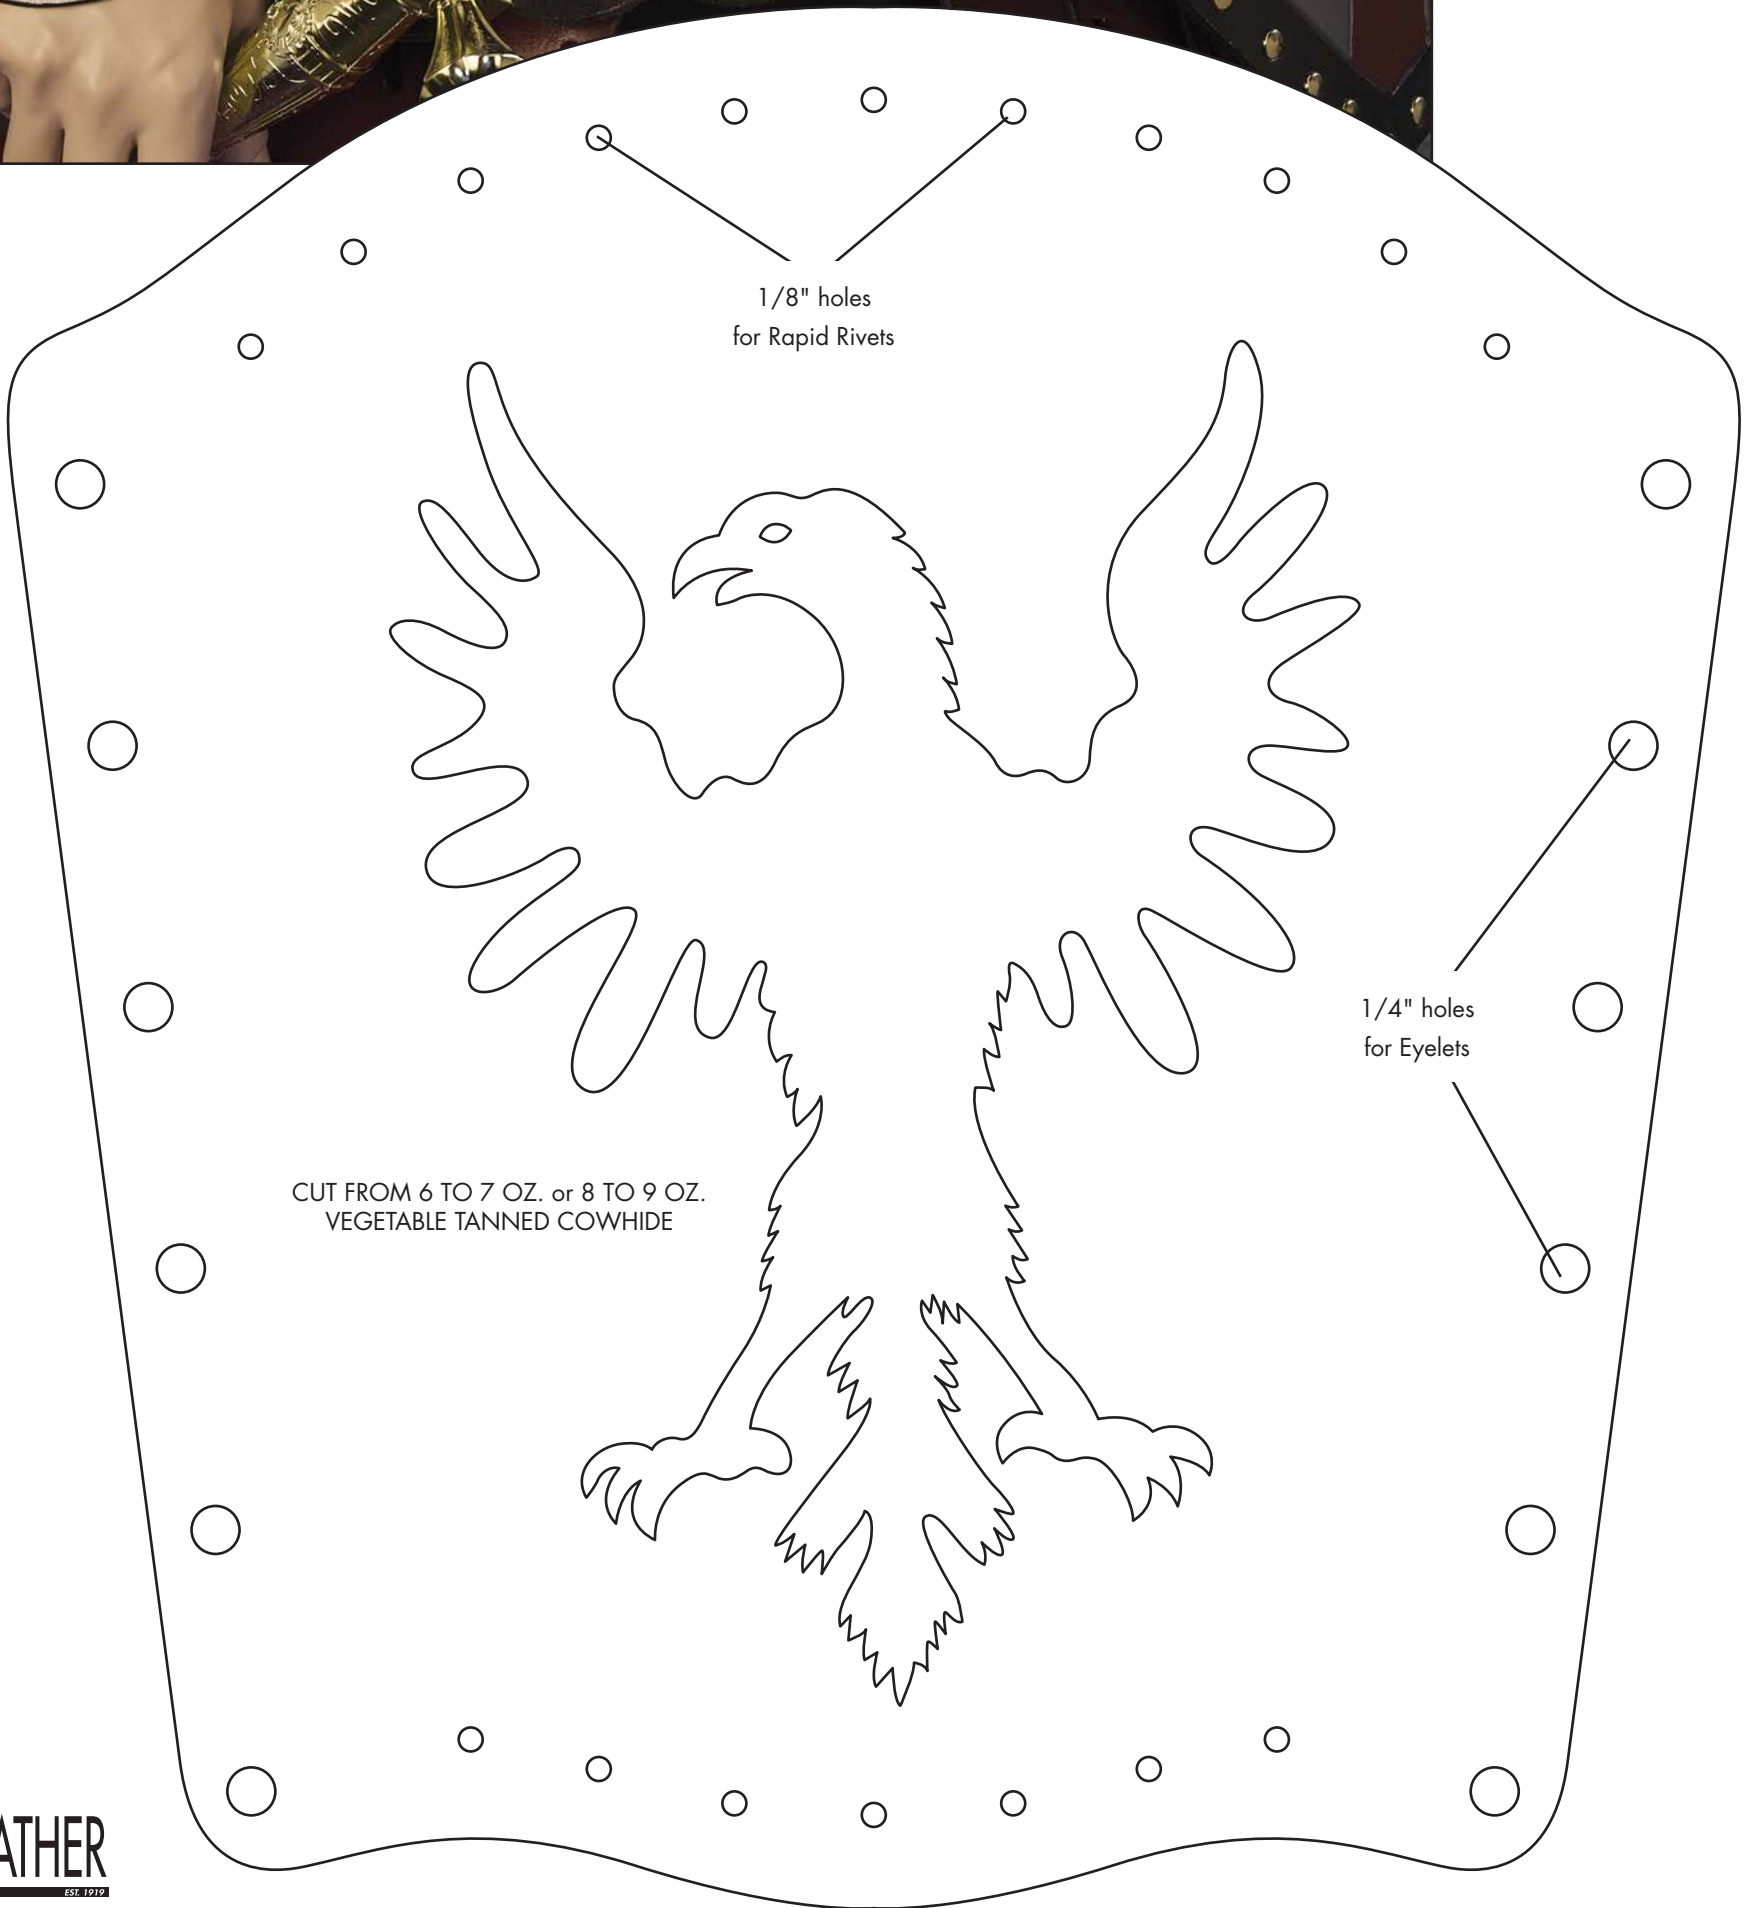 1/8" holes
for Rapid Rivets
1/4" holes
for Eyelets
CUT FROM 6 TO 7 OZ. or 8 TO 9 OZ.
VEGETABLE TANNED COWHIDE
ATHER
EST. 1919